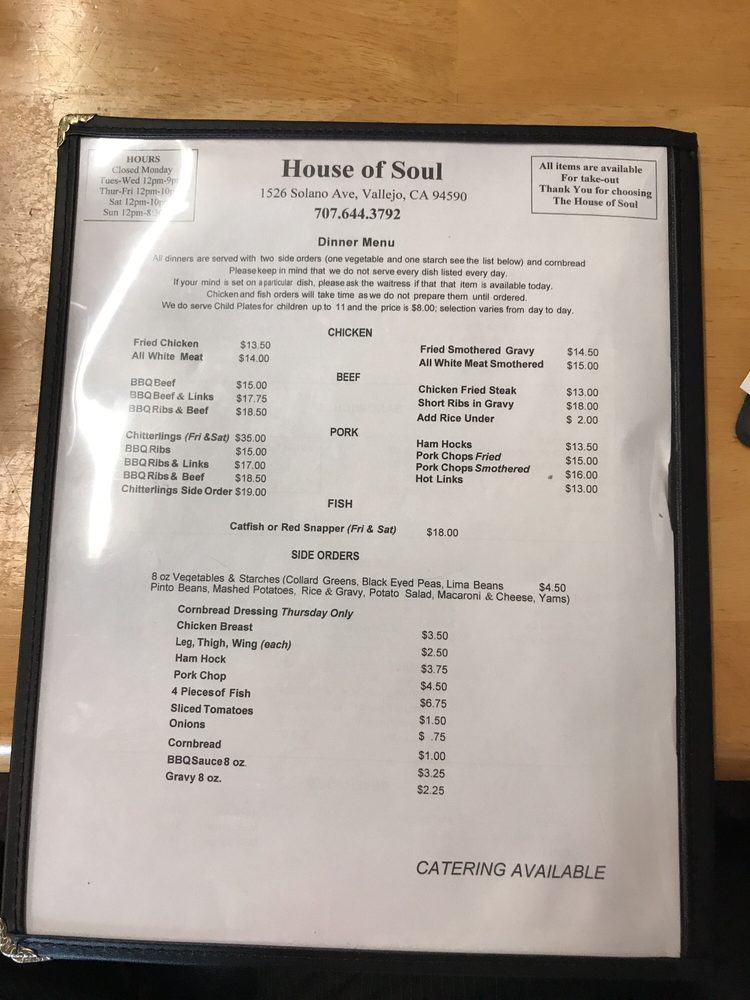 HOURS
Closed Monday
Tues-Wed 12pm-9p
Thur-Fri 12pm-10p
Sat 12pm-10p
Sun 12pm-8:3
House of Soul
1526 Solano Ave, Vallejo, CA 94590
707.644.3792
All items are available
For take-out
Thank You for choosing
The House of Soul
Dinner Menu
All dinners are served with two side orders (one vegetable and one starch see the list below) and cornbread
Please keep in mind that we do not serve every dish listed every day.
If your mind is set on a particular dish, please ask the waitress if that that item is available today.
Chicken and fish orders will take time as we do not prepare them until ordered.
We do serve Child Plates for children up to 11 and the price is $8.00; selection varies from day to day.
CHICKEN
Fried Chicken $13.50
All White Meat $14.00
Fried Smothered Gravy $14.50
All White Meat Smothered $15.00
BEEF
BBQ Beef $15.00
BBQ Beef & Links $17.75
BBQ Ribs & Beef $18.50
Chicken Fried Steak $13.00
Short Ribs in Gravy $18.00
Add Rice Under $ 2.00
PORK
Chitterlings (Fri & Sat) $35.00
BBQ Ribs $15.00
BBQ Ribs & Links $17.00
BBQ Ribs & Beef $18.50
Chitterlings Side Order $19.00
Ham Hocks $13.50
Pork Chops Fried $15.00
Pork Chops Smothered $16.00
Hot Links $13.00
FISH
Catfish or Red Snapper (Fri & Sat) $18.00
SIDE ORDERS
8 oz Vegetables & Starches (Collard Greens, Black Eyed Peas, Lima Beans $4.50
Pinto Beans, Mashed Potatoes, Rice & Gravy, Potato Salad, Macaroni & Cheese, Yams)
Cornbread Dressing Thursday Only
Chicken Breast $3.50
Leg, Thigh, Wing (each) $2.50
Ham Hock $3.75
Pork Chop $4.50
4 Pieces of Fish $6.75
Sliced Tomatoes $1.50
Onions $ .75
Cornbread $1.00
BBQ Sauce 8 oz. $3.25
Gravy 8 oz. $2.25
CATERING AVAILABLE